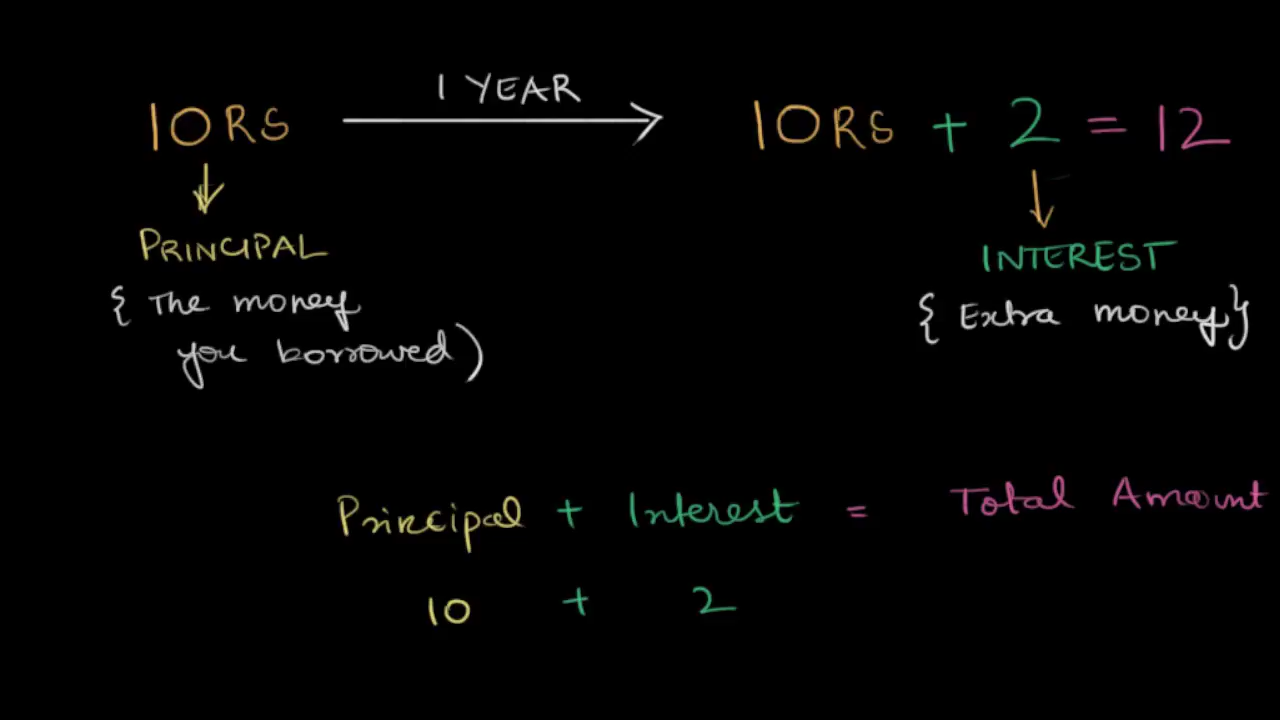 1 YEAR
10RS 10RS + 2 = 12
PRINCIPAL INTEREST
{ The money { Extra money}
you borrowed)
Principal + Interest = Total Amount
10 + 2